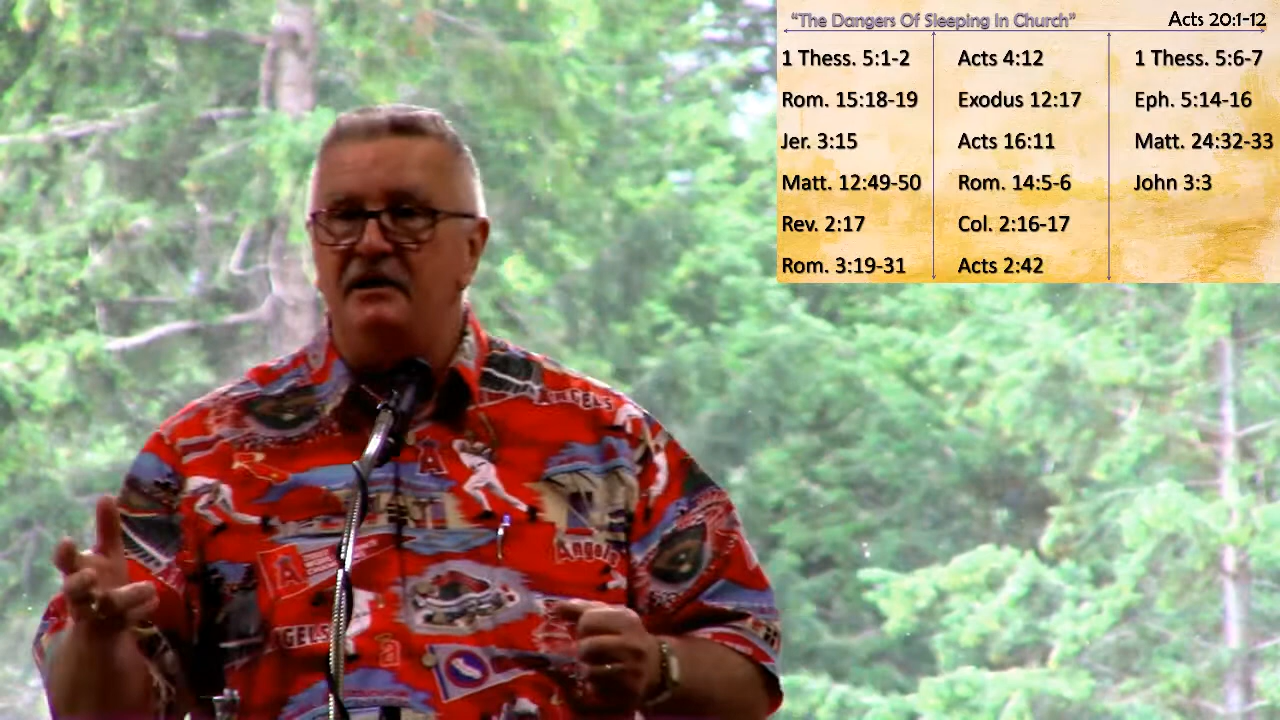 “The Dangers Of Sleeping In Church”
Acts 20:1-12
1 Thess. 5:1-2
Rom. 15:18-19
Jer. 3:15
Matt. 12:49-50
Rev. 2:17
Rom. 3:19-31
Acts 4:12
Exodus 12:17
Acts 16:11
Rom. 14:5-6
Col. 2:16-17
Acts 2:42
1 Thess. 5:6-7
Eph. 5:14-16
Matt. 24:32-33
John 3:3
ANGELS
A
Angels
A
NGELS